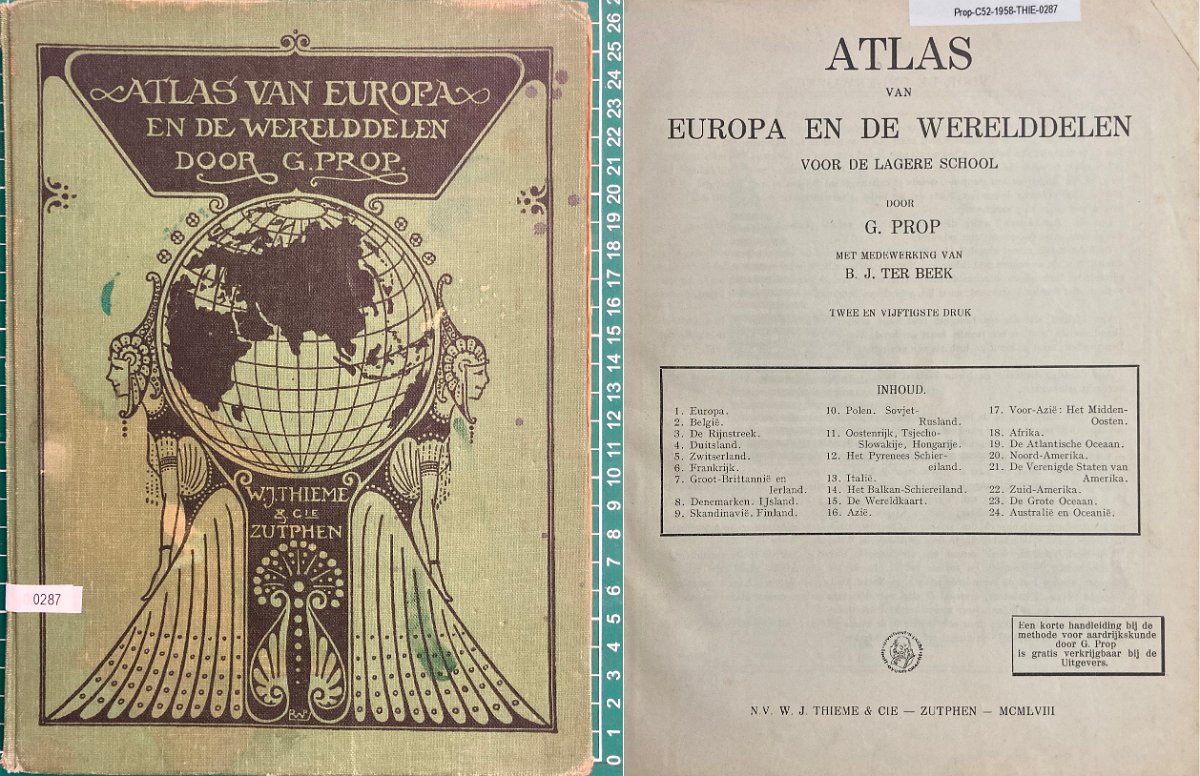 ATLAS VAN EUROPA
EN DE WERELDDELEN
DOOR G. PROP.
W.J. THIEME
& CIE
ZUTPHEN
0287
0 1 2 3 4 5 6 7 8 9 10 11 12 13 14 15 16 17 18 19 20 21 22 23 24 25 26
Prop-C52-1958-THIE-0287
ATLAS
VAN
EUROPA EN DE WERELDDELEN
VOOR DE LAGERE SCHOOL
DOOR
G. PROP
MET MEDEWERKING VAN
B. J. TER BEEK
TWEE EN VIJFTIGSTE DRUK
INHOUD.
1. Europa.
2. België.
3. De Rijnstreek.
4. Duitsland.
5. Zwitserland.
6. Frankrijk.
7. Groot-Brittannië en
Ierland.
8. Denemarken. IJsland.
9. Skandinavië. Finland.
10. Polen. Sovjet-
Rusland.
11. Oostenrijk, Tsjecho-
Slowakije, Hongarije.
12. Het Pyrenees Schier-
eiland.
13. Italië.
14. Het Balkan-Schiereiland.
15. De Wereldkaart.
16. Azië.
17. Voor-Azië: Het Midden-
Oosten.
18. Afrika.
19. De Atlantische Oceaan.
20. Noord-Amerika.
21. De Verenigde Staten van
Amerika.
22. Zuid-Amerika.
23. De Grote Oceaan.
24. Australië en Oceanië.
Een korte handleiding bij de
methode voor aardrijkskunde
door G. Prop
is gratis verkrijgbaar bij de
Uitgevers.
N.V. W. J. THIEME & CIE — ZUTPHEN — MCMLVIII